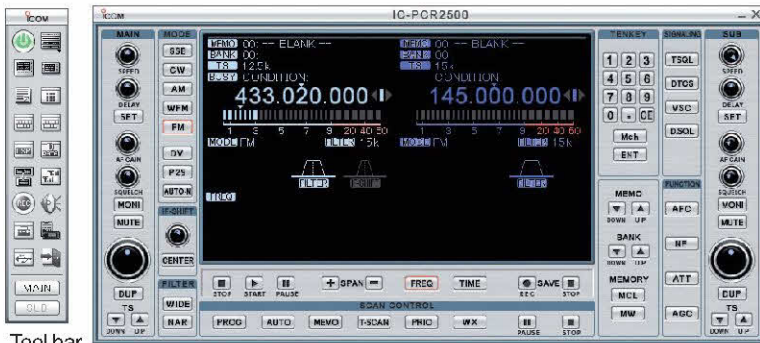 ICOM
MAIN
SUB
Tool bar
ICOM IC-PCR2500
MAIN
SPEED
DELAY
SET
AF GAIN
SQUELCH
MONI
MUTE
DUP
TS
DOWN UP
MODE
SSB
CW
AM
WFM
FM
DV
P25
AUTO-N
IF-SHIFT
CENTER
FILTER
WIDE
NAR
MEMO 00: -- BLANK --
BANK 00:
TS 12.5k
BUSY CONDITION:
433.020.000
1 3 5 7 9 20 40 60
MODE FM FILTER 15k
FILTER IF-SHIFT
FREQ
MEMO 00: -- BLANK --
BANK 00
TS 15k
CONDITION:
145.000.000
1 3 5 7 9 20 40 60
MODE FM FILTER 15k
FILTER
STOP START PAUSE + SPAN - FREQ TIME REC SAVE STOP
SCAN CONTROL
PROG AUTO MEMO T-SCAN PRIO WX PAUSE STOP
TENKEY
1 2 3
4 5 6
7 8 9
0 . CE
Mch
ENT
MEMO
DOWN UP
BANK
DOWN UP
MEMORY
MCL
MW
SIGNALING
TSQL
DTCS
VSC
DSQL
FUNCTION
AFC
NB
ATT
AGC
SUB
SPEED
DELAY
SET
AF GAIN
SQUELCH
MONI
MUTE
DUP
TS
DOWN UP